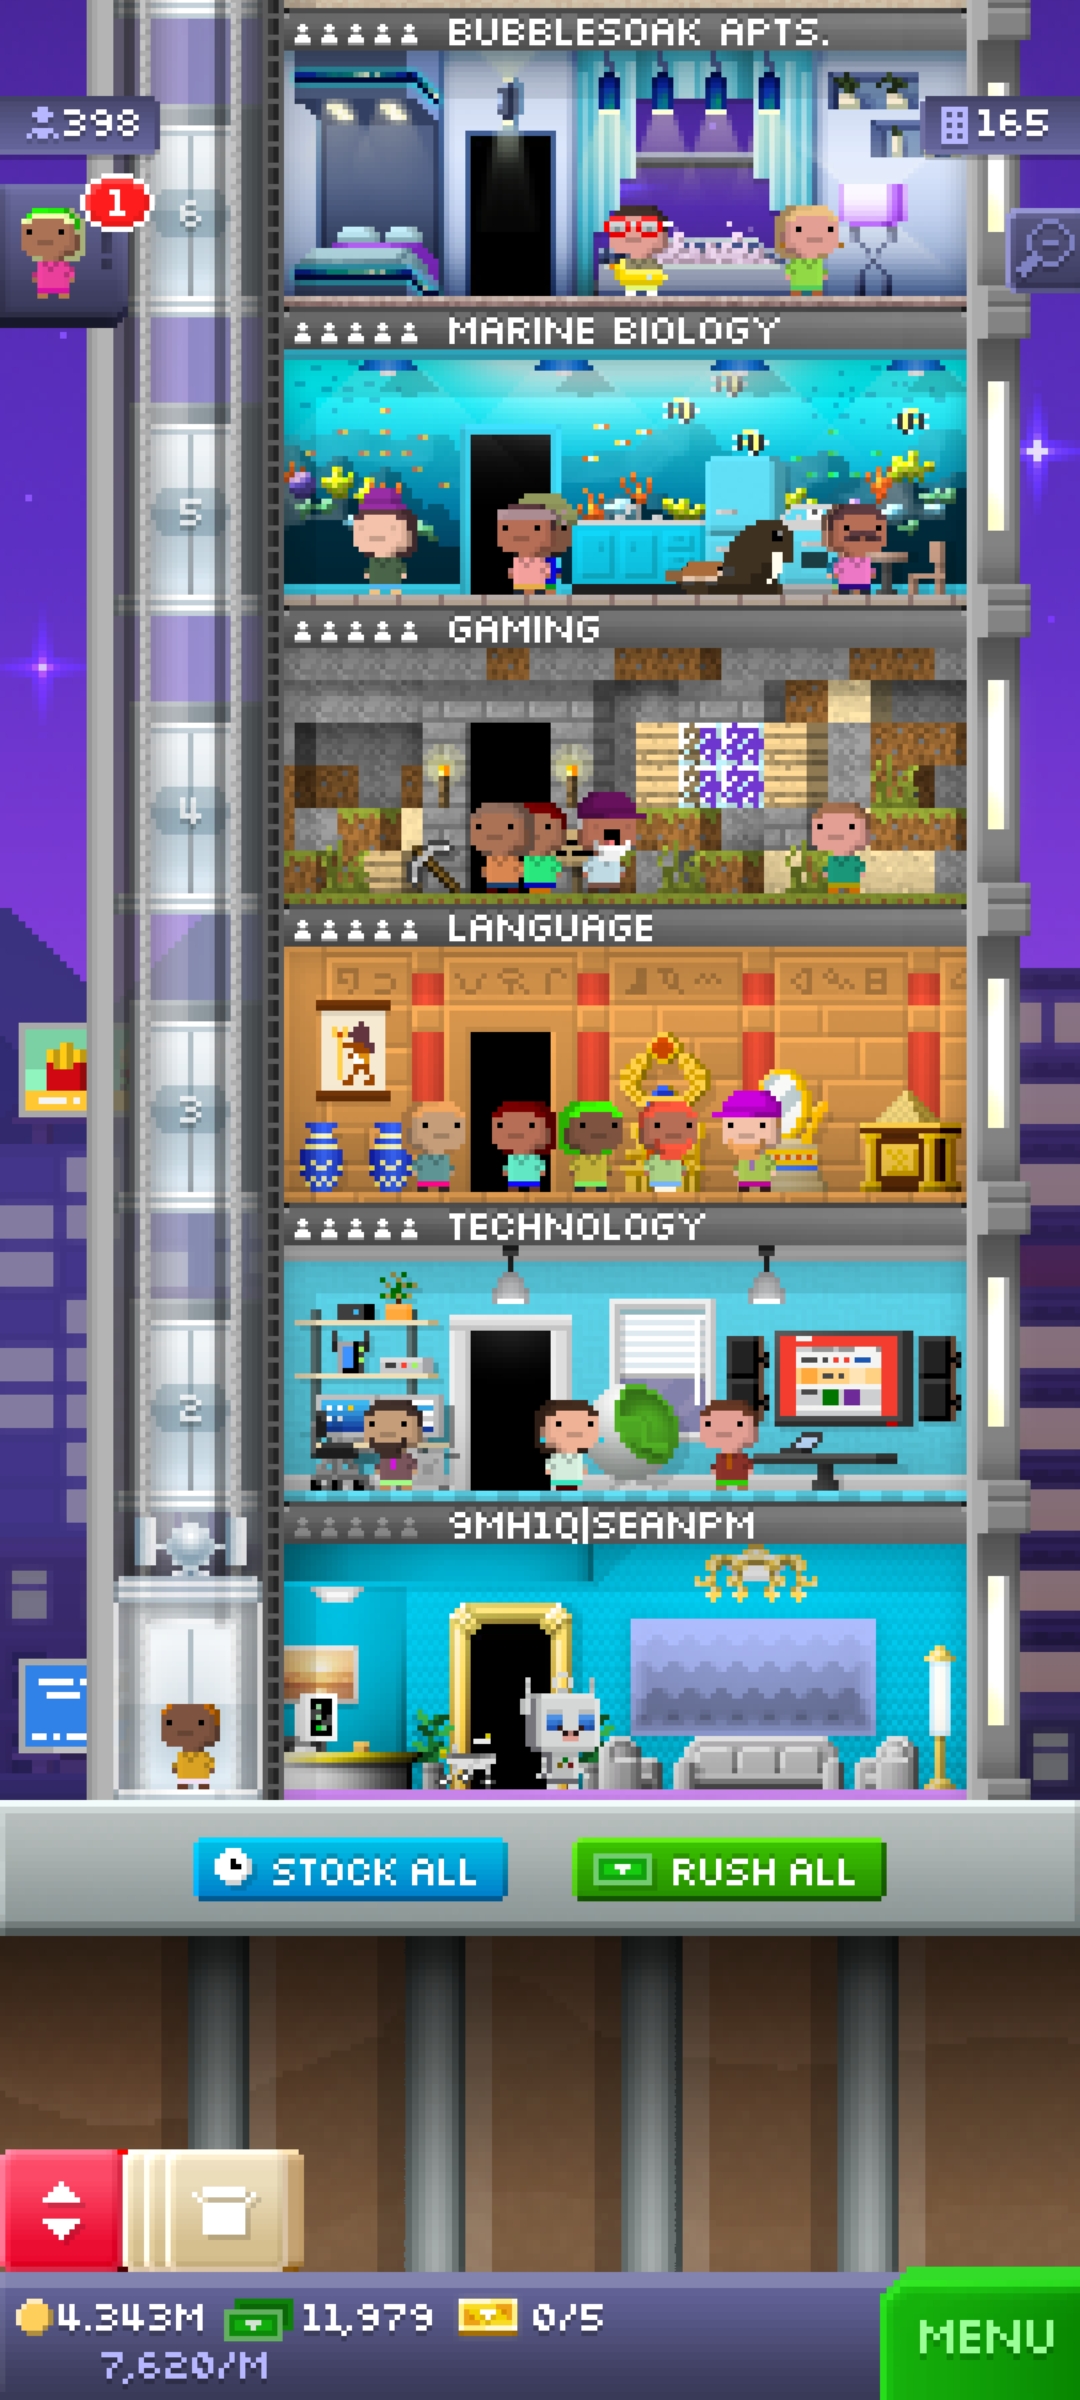 BUBBLESOAK APTS.
398
165
1
6
MARINE BIOLOGY
5
GAMING
4
LANGUAGE
3
TECHNOLOGY
2
9MH1Q|SEANPM
STOCK ALL
RUSH ALL
4.343M
11,979
0/5
7,620/M
MENU